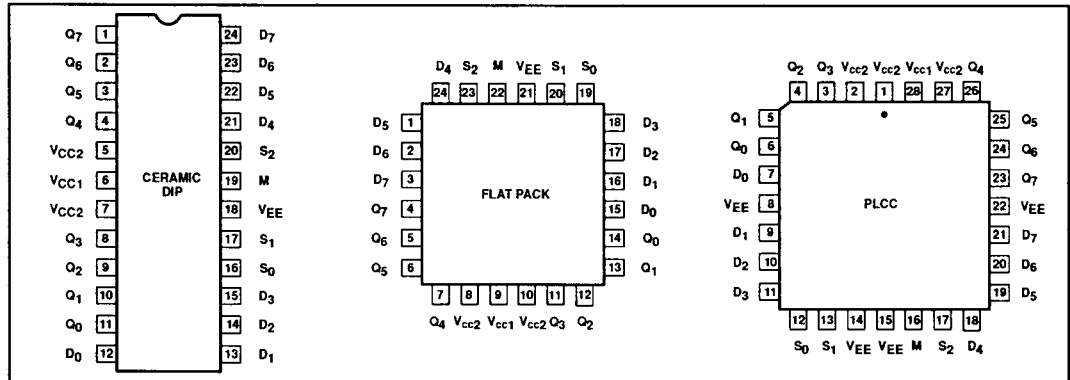 Q7 1 24 D7
Q6 2 23 D6
Q5 3 22 D5
Q4 4 21 D4
VCC2 5 20 S2
VCC1 6 19 M
VCC2 7 18 VEE
Q3 8 17 S1
Q2 9 16 S0
Q1 10 15 D3
Q0 11 14 D2
D0 12 13 D1
CERAMIC
DIP
D4 S2 M VEE S1 S0
24 23 22 21 20 19
D5 1 18 D3
D6 2 17 D2
D7 3 16 D1
Q7 4 15 D0
Q6 5 14 Q0
Q5 6 13 Q1
FLAT PACK
7 8 9 10 11 12
Q4 Vcc2 Vcc1 Vcc2 Q3 Q2
Q2 Q3 Vcc2 Vcc2 Vcc1 Vcc2 Q4
4 3 2 1 28 27 26
Q1 5 25 Q5
Q0 6 24 Q6
D0 7 23 Q7
VEE 8 22 VEE
D1 9 21 D7
D2 10 20 D6
D3 11 19 D5
PLCC
12 13 14 15 16 17 18
S0 S1 VEE VEE M S2 D4